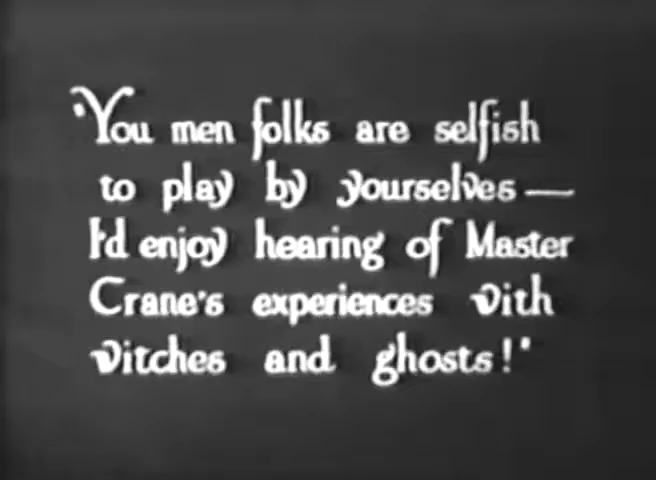 "You men folks are selfish
to play by yourselves—
I'd enjoy hearing of Master
Crane's experiences with
witches and ghosts!"